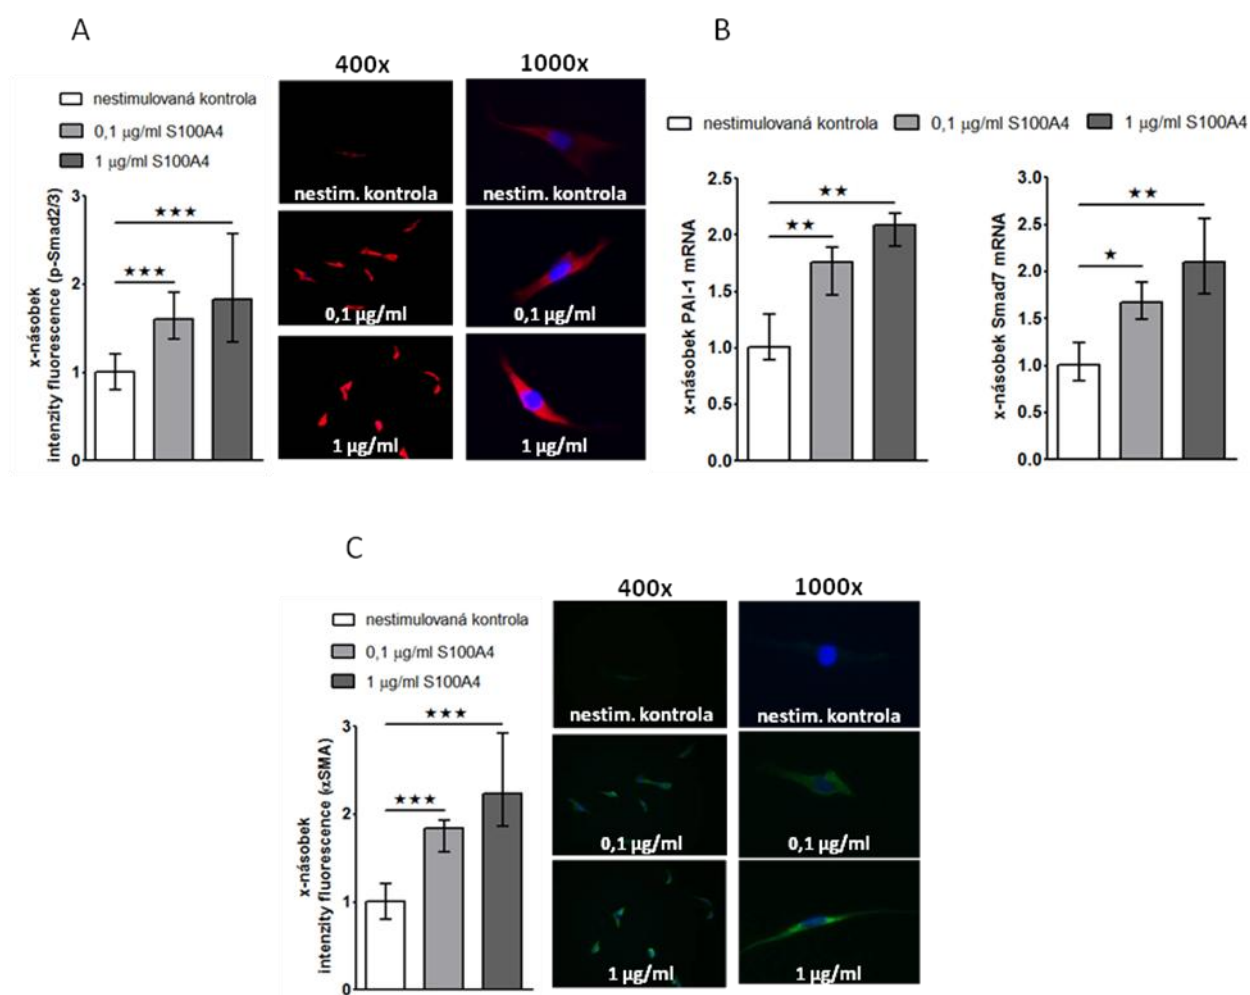 A
400x
1000x
nestimulovaná kontrola
0,1 µg/ml S100A4
1 µg/ml S100A4
x-násobek
intenzity fluorescence (p-Smad2/3)
3
2
1
0
★★★
★★★
nestim. kontrola
nestim. kontrola
0,1 µg/ml
0,1 µg/ml
1 µg/ml
1 µg/ml
B
nestimulovaná kontrola
0,1 µg/ml S100A4
1 µg/ml S100A4
x-násobek PAI-1 mRNA
2.5
2.0
1.5
1.0
0.5
0.0
★★
★★
x-násobek Smad7 mRNA
3.0
2.5
2.0
1.5
1.0
0.5
0.0
★★
★
C
400x
1000x
nestimulovaná kontrola
0,1 µg/ml S100A4
1 µg/ml S100A4
x-násobek
intenzity fluorescence (αSMA)
3
2
1
0
★★★
★★★
nestim. kontrola
nestim. kontrola
0,1 µg/ml
0,1 µg/ml
1 µg/ml
1 µg/ml